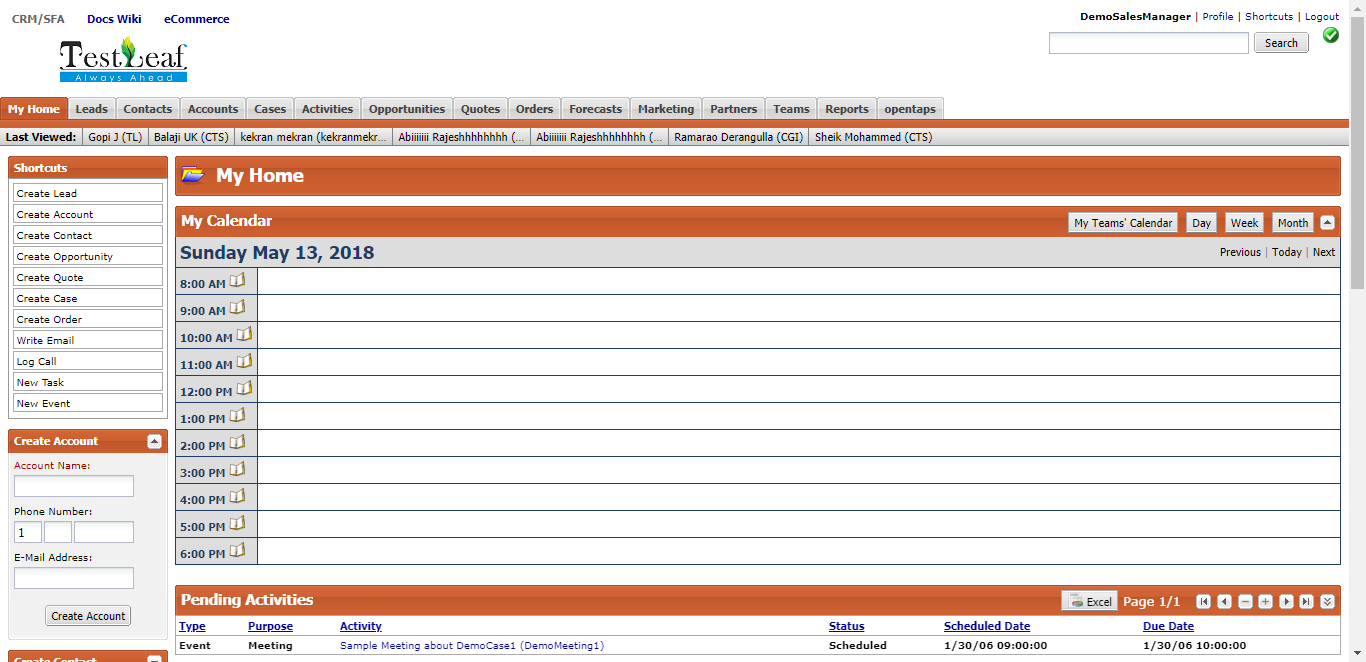 CRM/SFA Docs Wiki eCommerce
DemoSalesManager | Profile | Shortcuts | Logout
TestLeaf
Always Ahead
Search
My Home Leads Contacts Accounts Cases Activities Opportunities Quotes Orders Forecasts Marketing Partners Teams Reports opentaps
Last Viewed: Gopi J (TL) Balaji UK (CTS) kekran mekran (kekranmekr... Abiiiiiii Rajeshhhhhhhh (... Abiiiiiii Rajeshhhhhhhh (... Ramarao Derangulla (CGI) Sheik Mohammed (CTS)
Shortcuts
Create Lead
Create Account
Create Contact
Create Opportunity
Create Quote
Create Case
Create Order
Write Email
Log Call
New Task
New Event
Create Account
Account Name:
Phone Number:
1
E-Mail Address:
Create Account
Create Contact
My Home
My Calendar My Teams' Calendar Day Week Month
Sunday May 13, 2018 Previous | Today | Next
8:00 AM
9:00 AM
10:00 AM
11:00 AM
12:00 PM
1:00 PM
2:00 PM
3:00 PM
4:00 PM
5:00 PM
6:00 PM
Pending Activities Excel Page 1/1
Type Purpose Activity Status Scheduled Date Due Date
Event Meeting Sample Meeting about DemoCase1 (DemoMeeting1) Scheduled 1/30/06 09:00:00 1/30/06 10:00:00